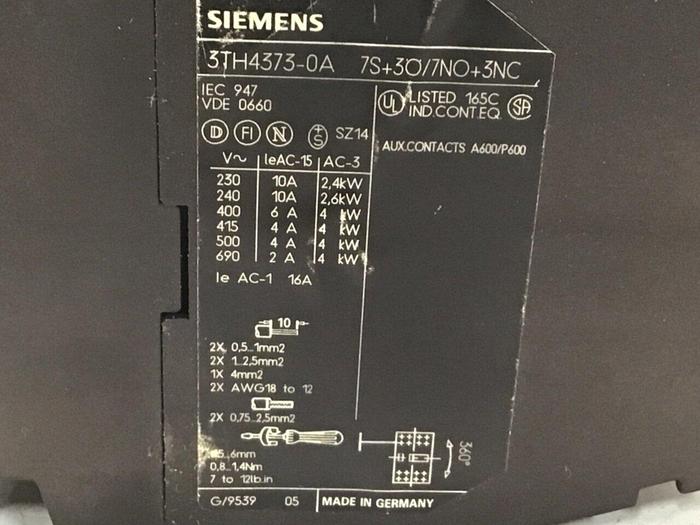 SIEMENS
3TH4373-0A 7S+3Ö/7NO+3NC
IEC 947
VDE 0660
UL LISTED 165C
IND.CONT.EQ. SA
D FI N +S SZ14
AUX.CONTACTS A600/P600
V~ IeAC-15 AC-3
230 10A 2,4kW
240 10A 2,6kW
400 6 A 4 kW
415 4 A 4 kW
500 4 A 4 kW
690 2 A 4 kW
Ie AC-1 16A
10
2X 0,5...1mm2
2X 1...2,5mm2
1X 4mm2
2X AWG18 to 12
2X 0,75...2,5mm2
360°
5...6mm
0,8...1,4Nm
7 to 12lb.in
G/9539 05 MADE IN GERMANY